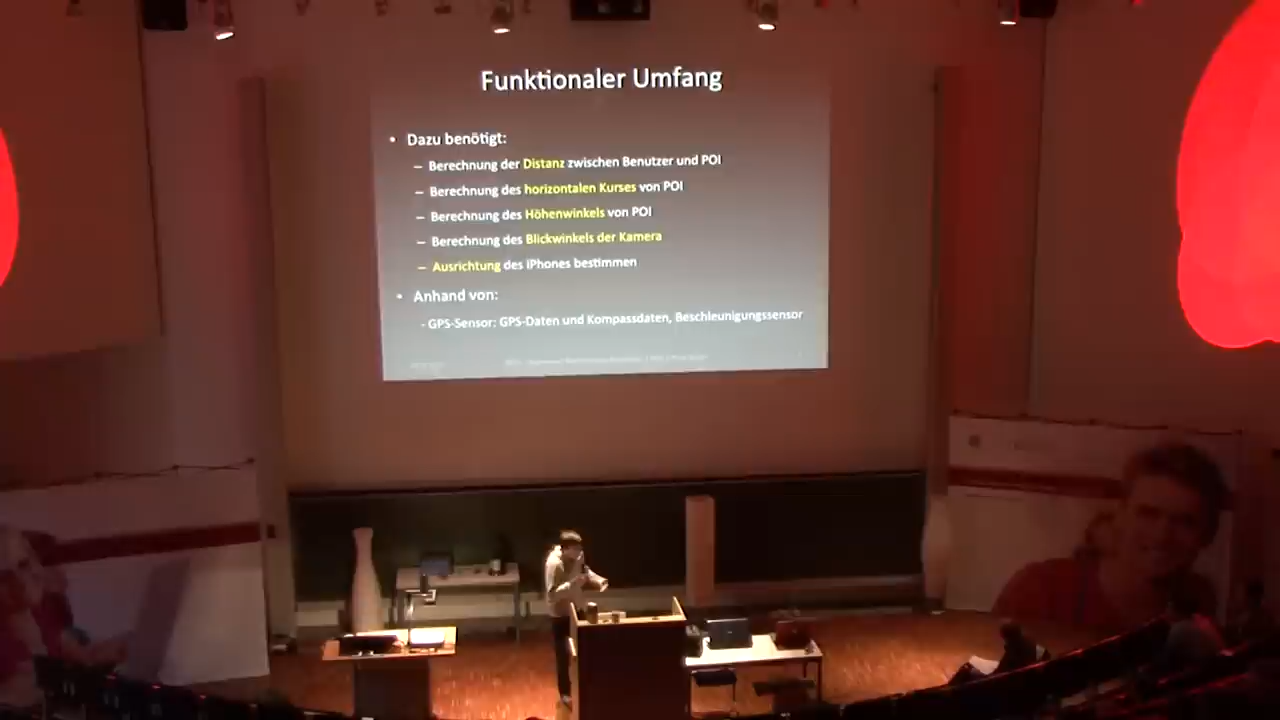 Funktionaler Umfang
• Dazu benötigt:
– Berechnung der Distanz zwischen Benutzer und POI
– Berechnung des horizontalen Kurses von POI
– Berechnung des Höhenwinkels von POI
– Berechnung des Blickwinkels der Kamera
– Ausrichtung des iPhones bestimmen
• Anhand von:
- GPS-Sensor: GPS-Daten und Kompassdaten, Beschleunigungssensor